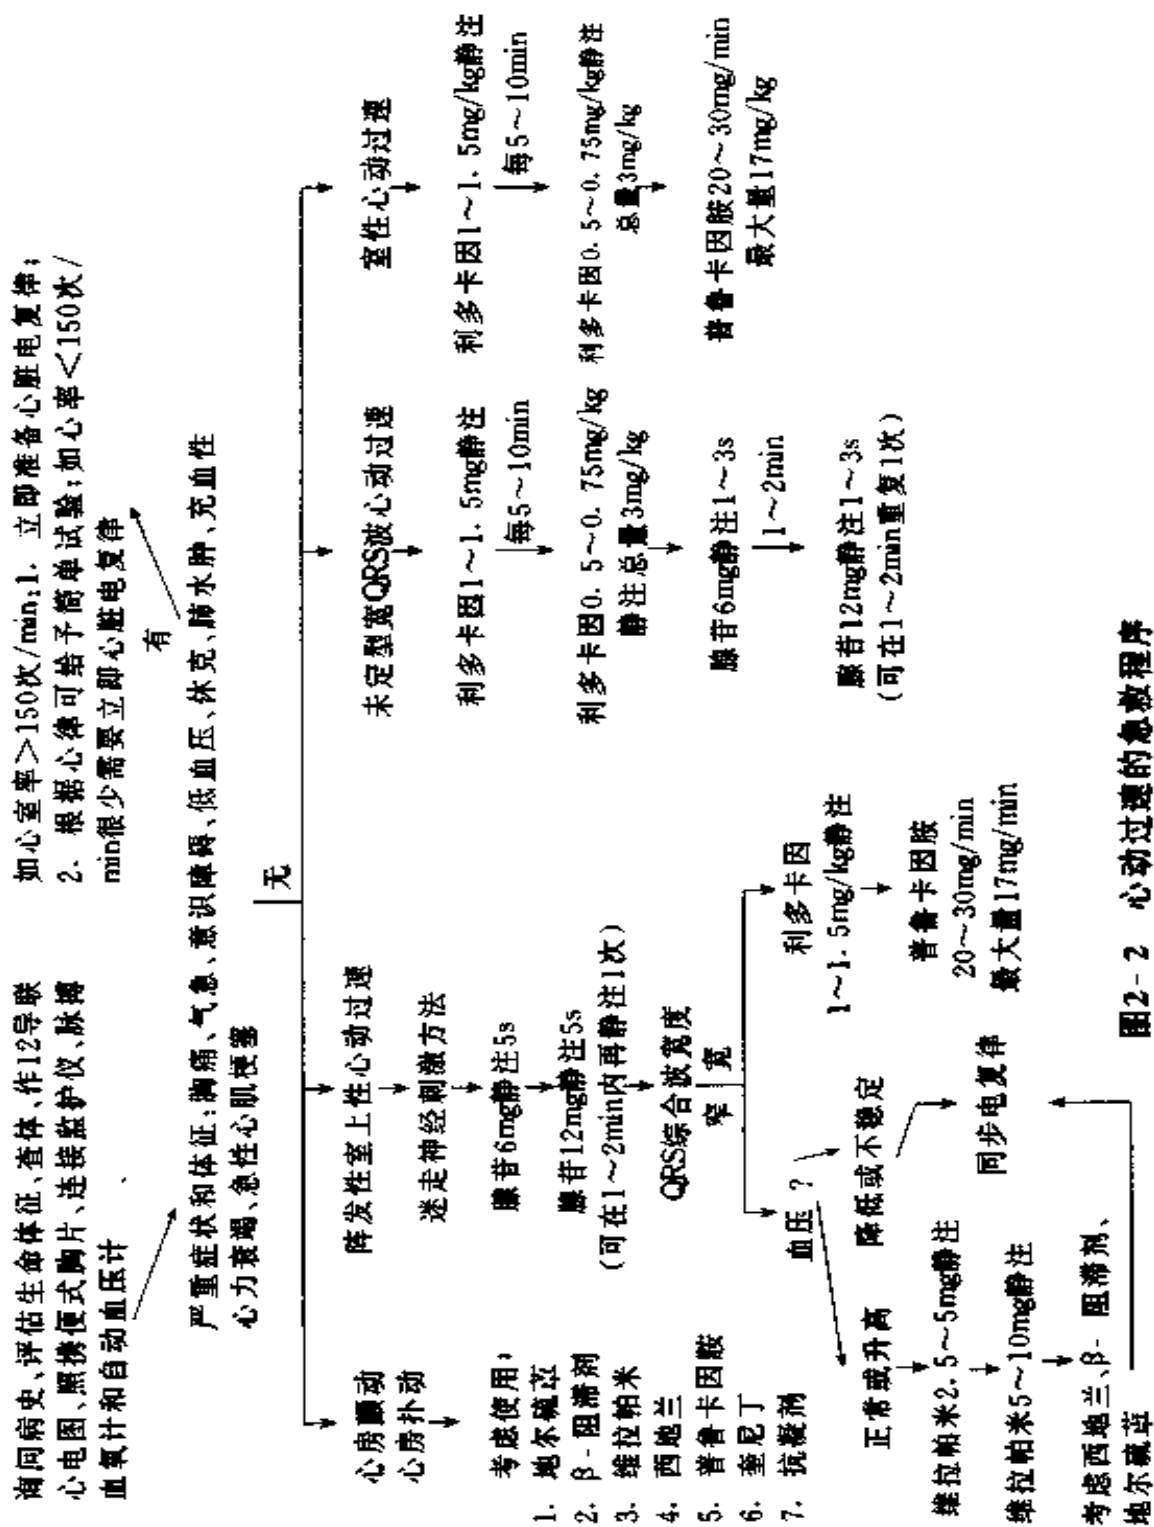 询问病史、评估生命体征、查体、作12导联
心电图、照携便式胸片、连接监护仪、脉搏
血氧计和自动血压计
如心室率＞150次/min:1. 立即准备心脏电复律;
2. 根据心律可给予简单试验;如心率＜150次/
min很少需要立即心脏电复律
有
严重症状和体征:胸痛、气急、意识障碍、低血压、休克、肺水肿、充血性
心力衰竭、急性心肌梗塞
无
心房颤动
心房扑动
考虑使用:
1. 地尔硫䓬
2. β-阻滞剂
3. 维拉帕米
4. 西地兰
5. 普鲁卡因胺
6. 奎尼丁
7. 抗凝剂
阵发性室上性心动过速
迷走神经刺激方法
腺苷6mg静注5s
腺苷12mg静注5s
(可在1～2min内再静注1次)
QRS综合波宽度
窄 宽
血压?
正常或升高
维拉帕米2.5～5mg静注
维拉帕米5～10mg静注
考虑西地兰、β-阻滞剂、
地尔硫䓬
降低或不稳定
同步电复律
利多卡因
1～1.5mg/kg静注
普鲁卡因胺
20～30mg/min
最大量17mg/min
未定型宽QRS波心动过速
利多卡因1～1.5mg静注
每5～10min
利多卡因0.5～0.75mg/kg
静注总量3mg/kg
腺苷6mg静注1～3s
1～2min
腺苷12mg静注1～3s
(可在1～2min重复1次)
室性心动过速
利多卡因1～1.5mg/kg静注
每5～10min
利多卡因0.5～0.75mg/kg静注
总量3mg/kg
普鲁卡因胺20～30mg/min
最大量17mg/kg
图2-2 心动过速的急救程序